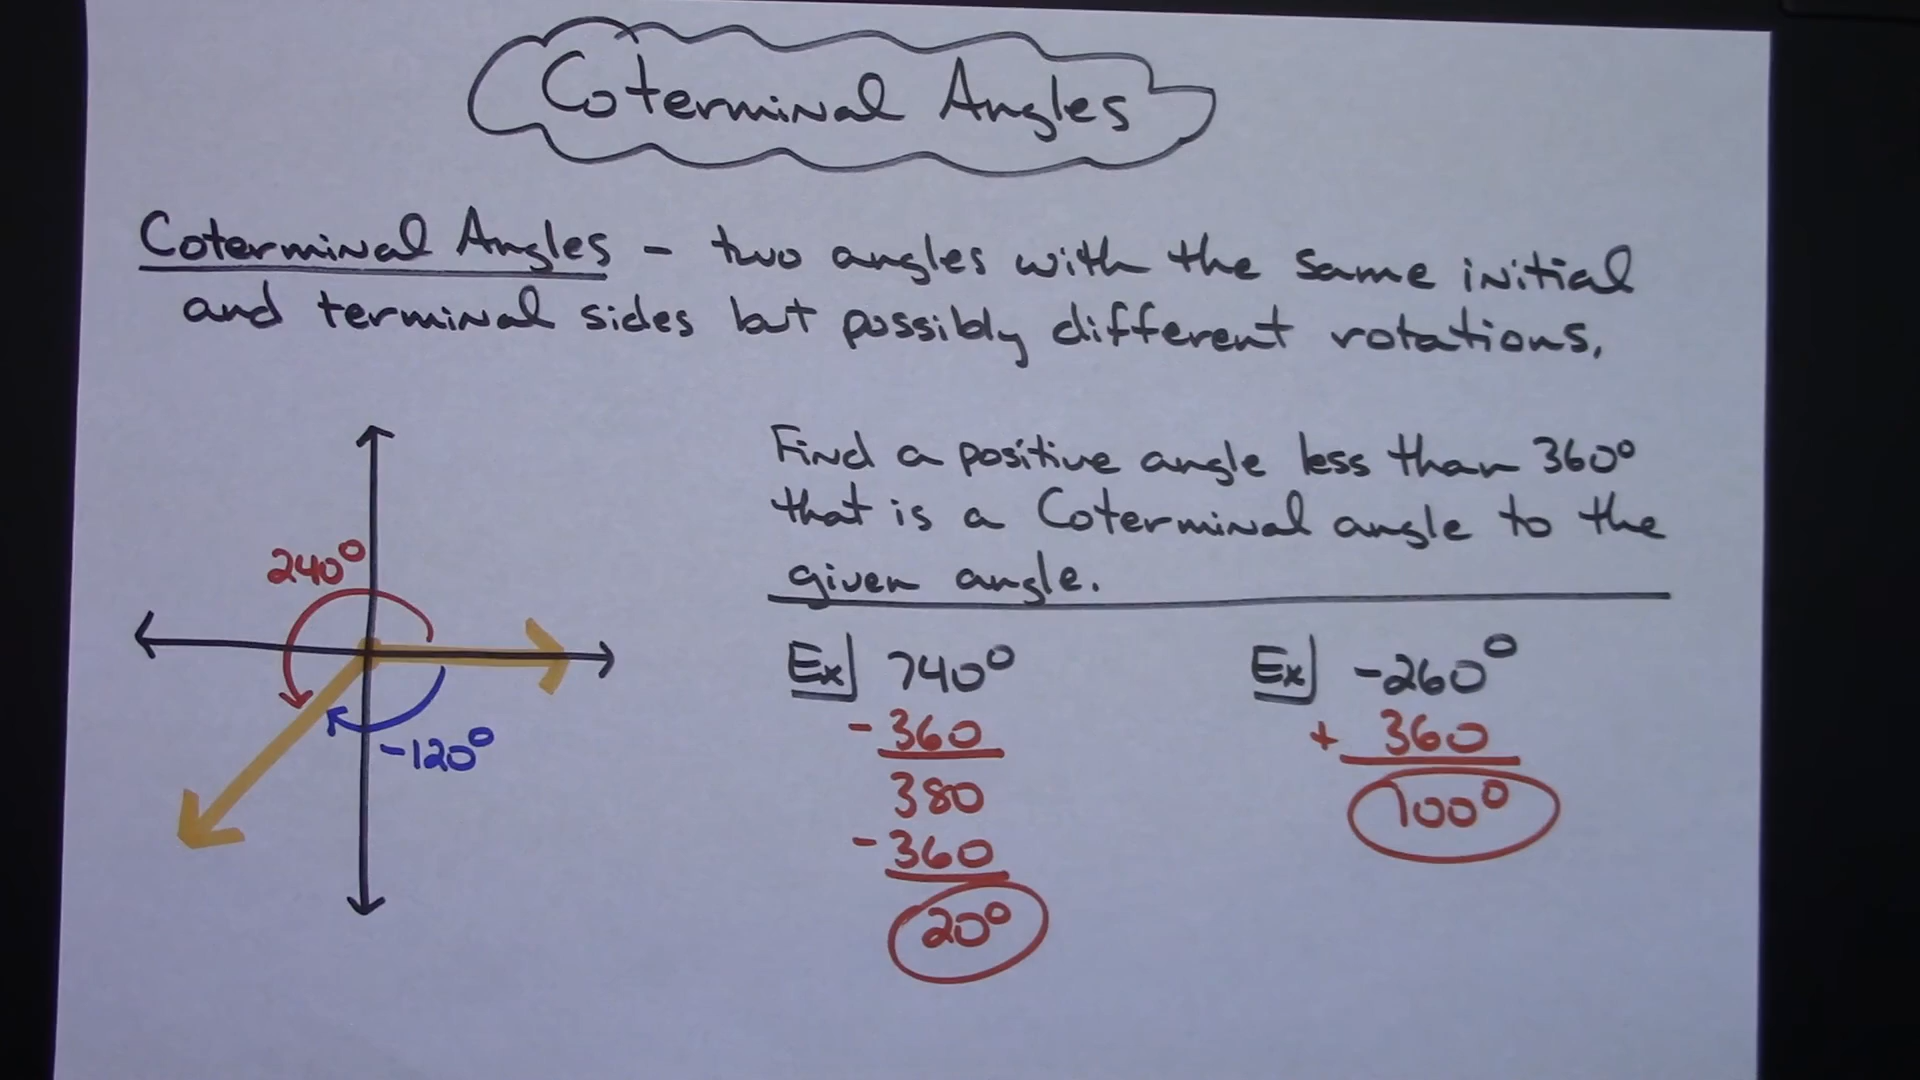 Coterminal Angles
Coterminal Angles - two angles with the same initial
and terminal sides but possibly different rotations.
240°
-120°
Find a positive angle less than 360°
that is a Coterminal angle to the
given angle.
Ex] 740°
- 360
380
- 360
20°
Ex] -260°
+ 360
100°